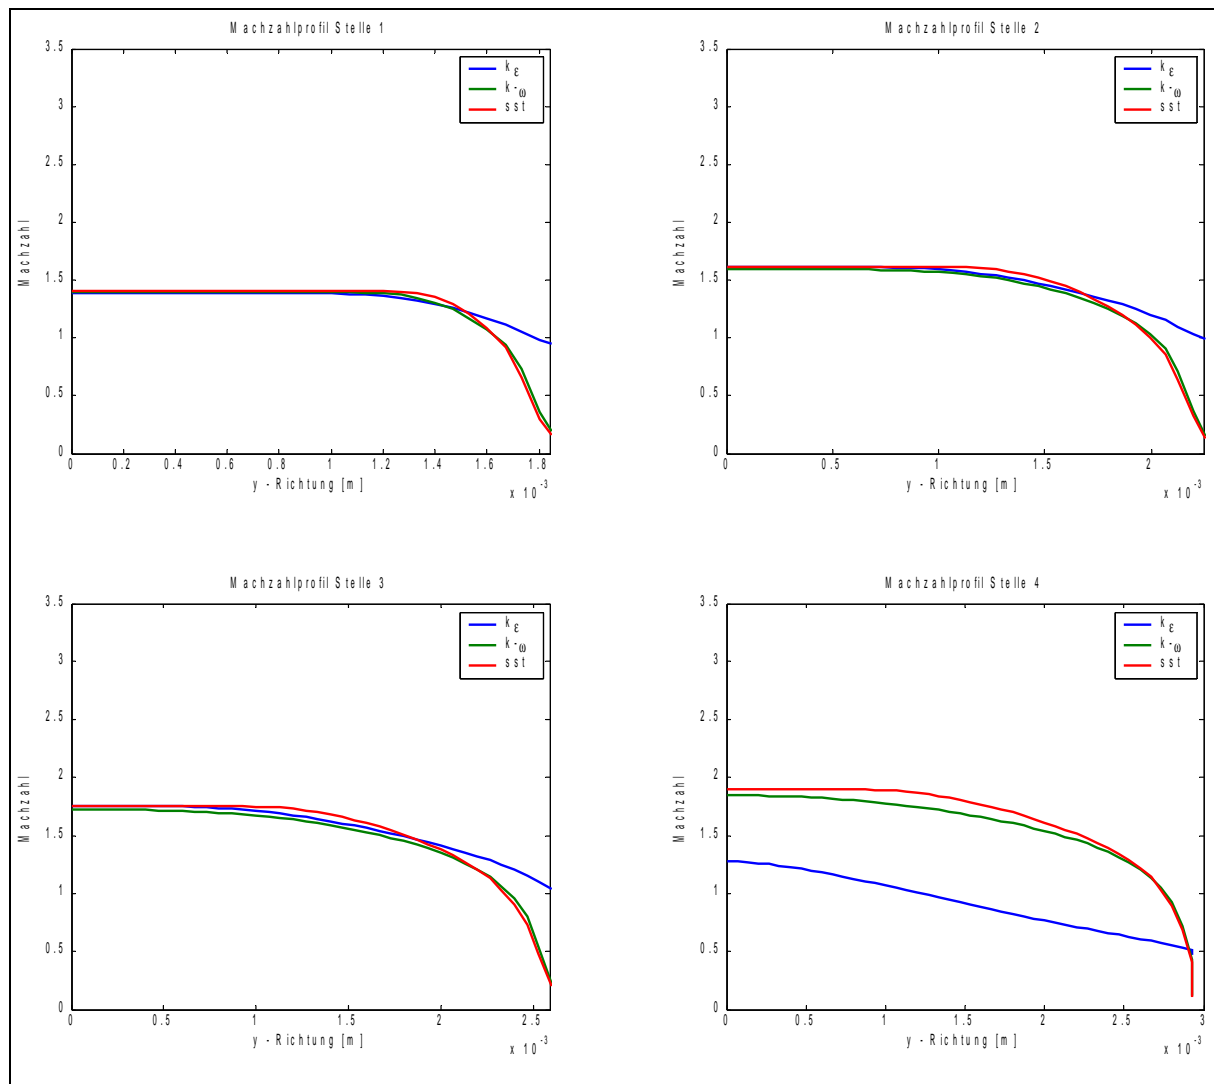 Machzahlprofil Stelle 1
3.5
3
2.5
2
1.5
1
0.5
0
Machzahl
k ε
k-ω
sst
0 0.2 0.4 0.6 0.8 1 1.2 1.4 1.6 1.8
y - Richtung [m]
x 10^-3
Machzahlprofil Stelle 2
3.5
3
2.5
2
1.5
1
0.5
0
Machzahl
k ε
k-ω
sst
0 0.5 1 1.5 2
y - Richtung [m]
x 10^-3
Machzahlprofil Stelle 3
3.5
3
2.5
2
1.5
1
0.5
0
Machzahl
k ε
k-ω
sst
0 0.5 1 1.5 2 2.5
y - Richtung [m]
x 10^-3
Machzahlprofil Stelle 4
3.5
3
2.5
2
1.5
1
0.5
0
Machzahl
k ε
k-ω
sst
0 0.5 1 1.5 2 2.5 3
y - Richtung [m]
x 10^-3